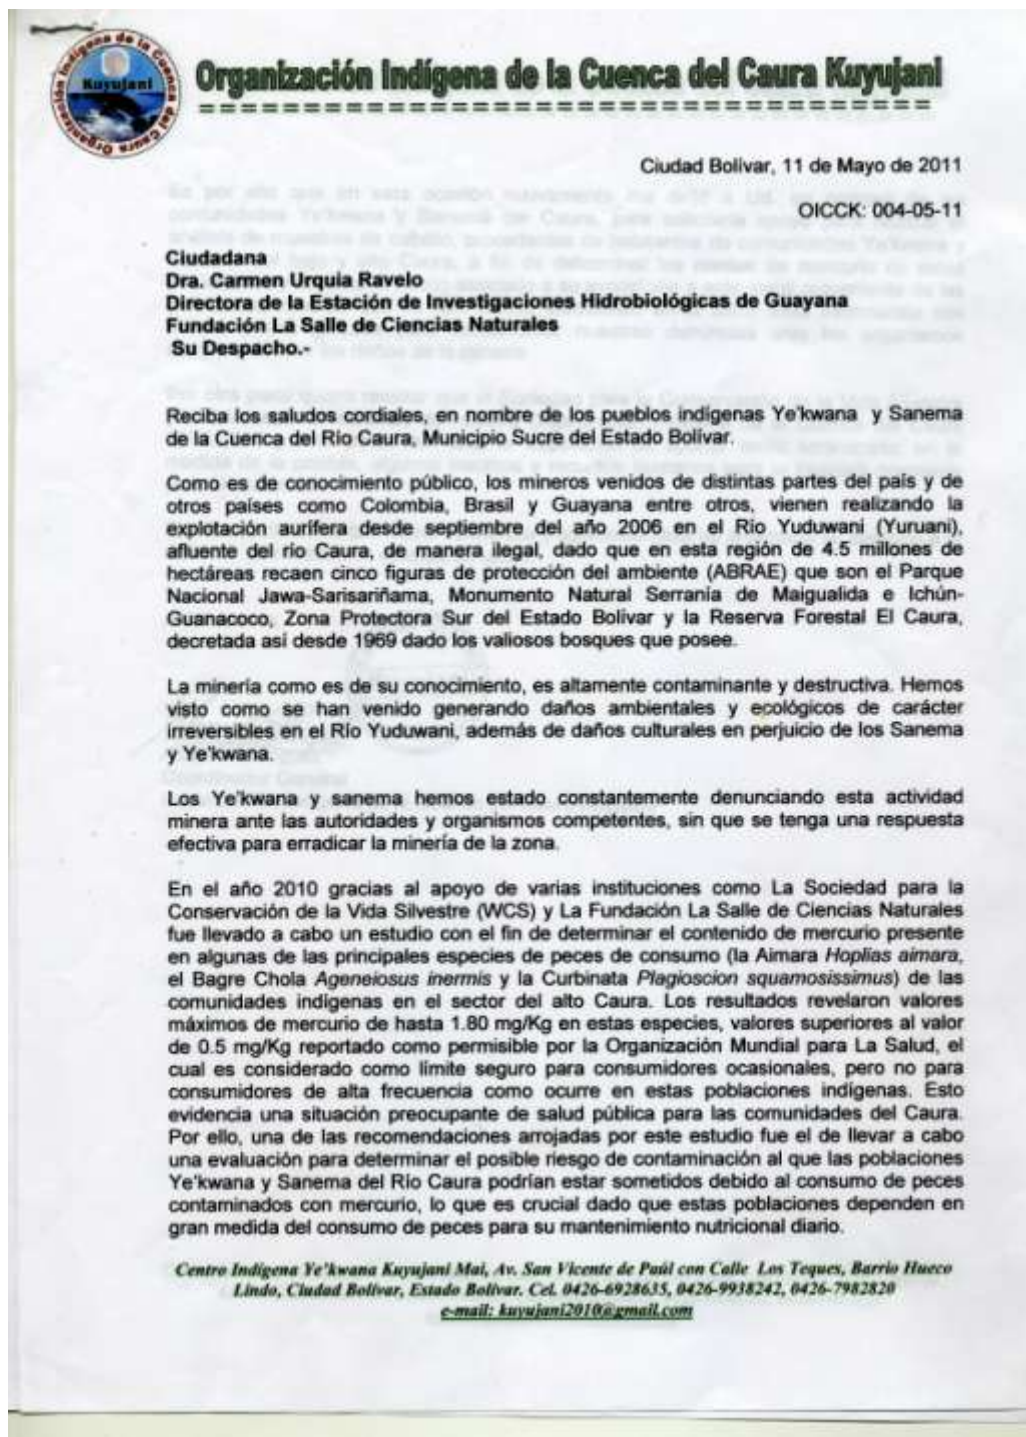 Organización Indígena de la Cuenca del Caura
Kuyujani
Organización Indígena de la Cuenca del Caura Kuyujani
Ciudad Bolívar, 11 de Mayo de 2011
OICCK: 004-05-11
Ciudadana
Dra. Carmen Urquia Ravelo
Directora de la Estación de Investigaciones Hidrobiológicas de Guayana
Fundación La Salle de Ciencias Naturales
Su Despacho.-
Reciba los saludos cordiales, en nombre de los pueblos indígenas Ye'kwana y Sanema
de la Cuenca del Río Caura, Municipio Sucre del Estado Bolívar.
Como es de conocimiento público, los mineros venidos de distintas partes del país y de
otros países como Colombia, Brasil y Guayana entre otros, vienen realizando la
explotación aurífera desde septiembre del año 2006 en el Río Yuduwani (Yuruani),
afluente del río Caura, de manera ilegal, dado que en esta región de 4.5 millones de
hectáreas recaen cinco figuras de protección del ambiente (ABRAE) que son el Parque
Nacional Jawa-Sarisariñama, Monumento Natural Serranía de Maigualida e Ichún-
Guanacoco, Zona Protectora Sur del Estado Bolívar y la Reserva Forestal El Caura,
decretada así desde 1969 dado los valiosos bosques que posee.
La minería como es de su conocimiento, es altamente contaminante y destructiva. Hemos
visto como se han venido generando daños ambientales y ecológicos de carácter
irreversibles en el Río Yuduwani, además de daños culturales en perjuicio de los Sanema
y Ye'kwana.
Los Ye'kwana y sanema hemos estado constantemente denunciando esta actividad
minera ante las autoridades y organismos competentes, sin que se tenga una respuesta
efectiva para erradicar la minería de la zona.
En el año 2010 gracias al apoyo de varias instituciones como La Sociedad para la
Conservación de la Vida Silvestre (WCS) y La Fundación La Salle de Ciencias Naturales
fue llevado a cabo un estudio con el fin de determinar el contenido de mercurio presente
en algunas de las principales especies de peces de consumo (la Aimara Hoplias aimara,
el Bagre Chola Ageneiosus inermis y la Curbinata Plagioscion squamosissimus) de las
comunidades indígenas en el sector del alto Caura. Los resultados revelaron valores
máximos de mercurio de hasta 1.80 mg/Kg en estas especies, valores superiores al valor
de 0.5 mg/Kg reportado como permisible por la Organización Mundial para La Salud, el
cual es considerado como límite seguro para consumidores ocasionales, pero no para
consumidores de alta frecuencia como ocurre en estas poblaciones indígenas. Esto
evidencia una situación preocupante de salud pública para las comunidades del Caura.
Por ello, una de las recomendaciones arrojadas por este estudio fue el de llevar a cabo
una evaluación para determinar el posible riesgo de contaminación al que las poblaciones
Ye'kwana y Sanema del Río Caura podrían estar sometidos debido al consumo de peces
contaminados con mercurio, lo que es crucial dado que estas poblaciones dependen en
gran medida del consumo de peces para su mantenimiento nutricional diario.
Centro Indígena Ye'kwana Kuyujani Mai, Av. San Vicente de Paúl con Calle Los Teques, Barrio Hueco
Lindo, Ciudad Bolívar, Estado Bolívar. Cel. 0426-6928635, 0426-9938242, 0426-7982820
e-mail: kuyujani2010@gmail.com